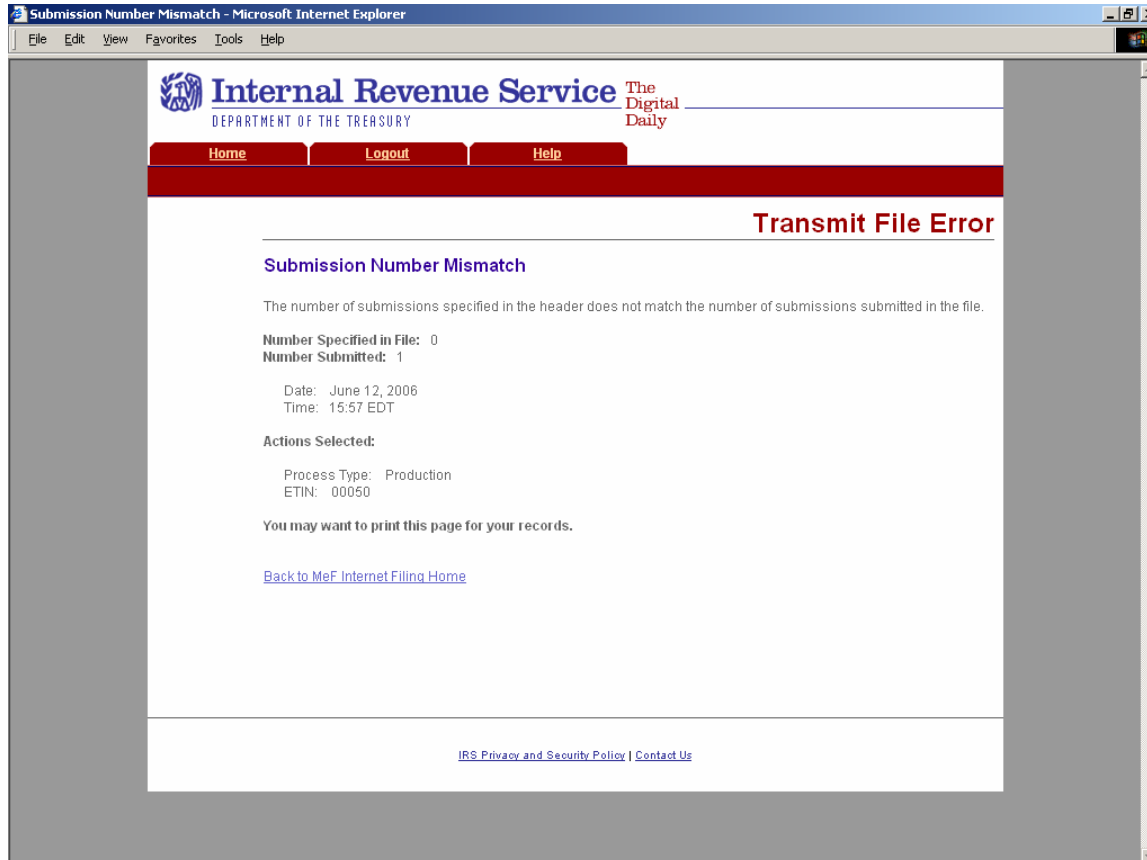 Submission Number Mismatch - Microsoft Internet Explorer
File Edit View Favorites Tools Help
Internal Revenue Service
DEPARTMENT OF THE TREASURY
The
Digital
Daily
Home Logout Help
Transmit File Error
Submission Number Mismatch
The number of submissions specified in the header does not match the number of submissions submitted in the file.
Number Specified in File: 0
Number Submitted: 1
Date: June 12, 2006
Time: 15:57 EDT
Actions Selected:
Process Type: Production
ETIN: 00050
You may want to print this page for your records.
Back to MeF Internet Filing Home
IRS Privacy and Security Policy | Contact Us